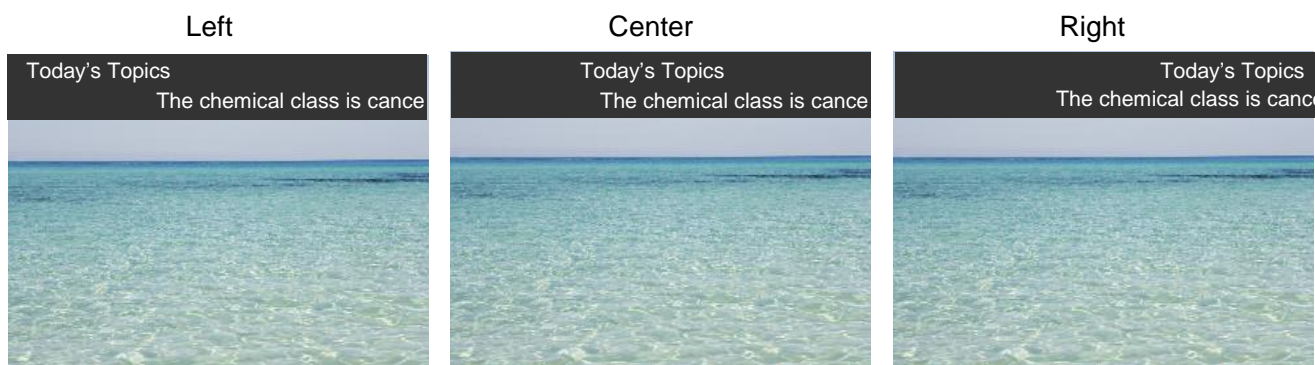 Left Center Right
Today's Topics Today's Topics Today's Topics
The chemical class is cance The chemical class is cance The chemical class is canc